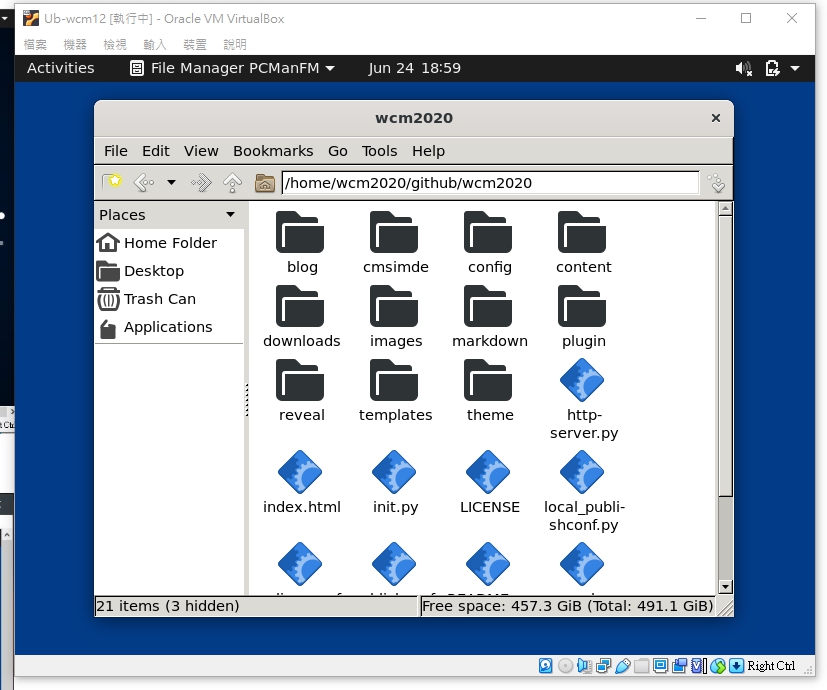 Ub-wcm12 [執行中] - Oracle VM VirtualBox
檔案 機器 檢視 輸入 裝置 說明
Activities File Manager PCManFM Jun 24 18:59
wcm2020
File Edit View Bookmarks Go Tools Help
/home/wcm2020/github/wcm2020
Places
Home Folder
Desktop
Trash Can
Applications
blog cmsimde config content
downloads images markdown plugin
reveal templates theme http-
server.py
index.html init.py LICENSE local_publi-
shconf.py
21 items (3 hidden) Free space: 457.3 GiB (Total: 491.1 GiB)
Right Ctrl